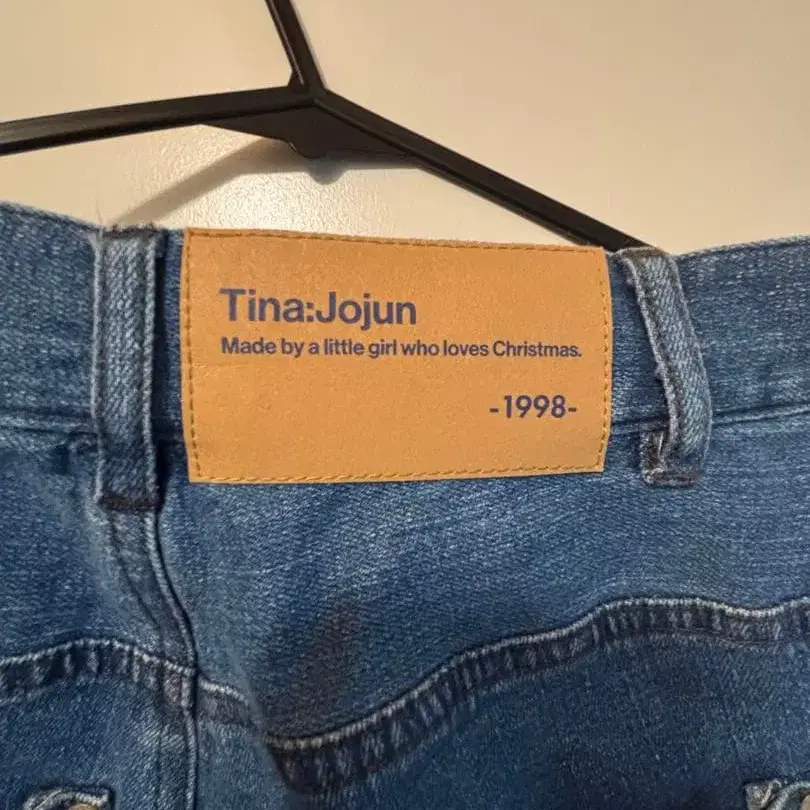 Tina:Jojun
Made by a little girl who loves Christmas.
-1998-